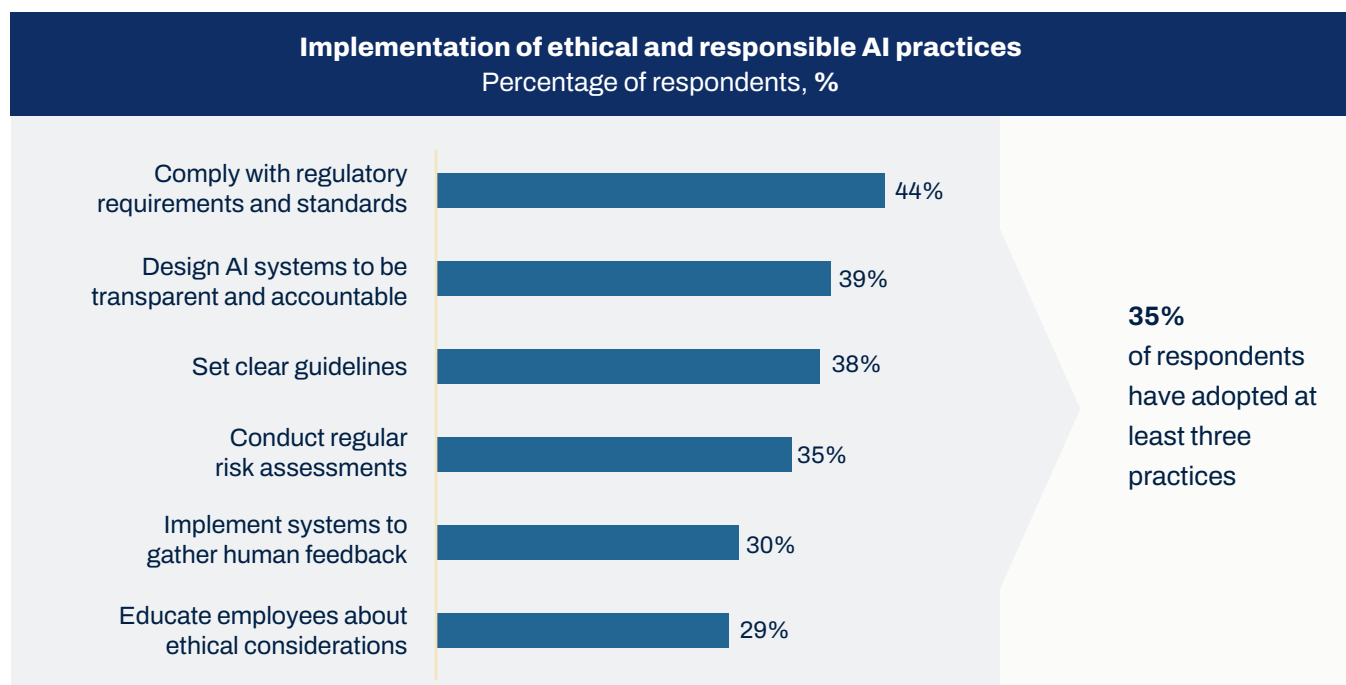 Implementation of ethical and responsible AI practices
Percentage of respondents, %
Comply with regulatory
requirements and standards
44%
Design AI systems to be
transparent and accountable
39%
Set clear guidelines
38%
Conduct regular
risk assessments
35%
Implement systems to
gather human feedback
30%
Educate employees about
ethical considerations
29%
35%
of respondents
have adopted at
least three
practices